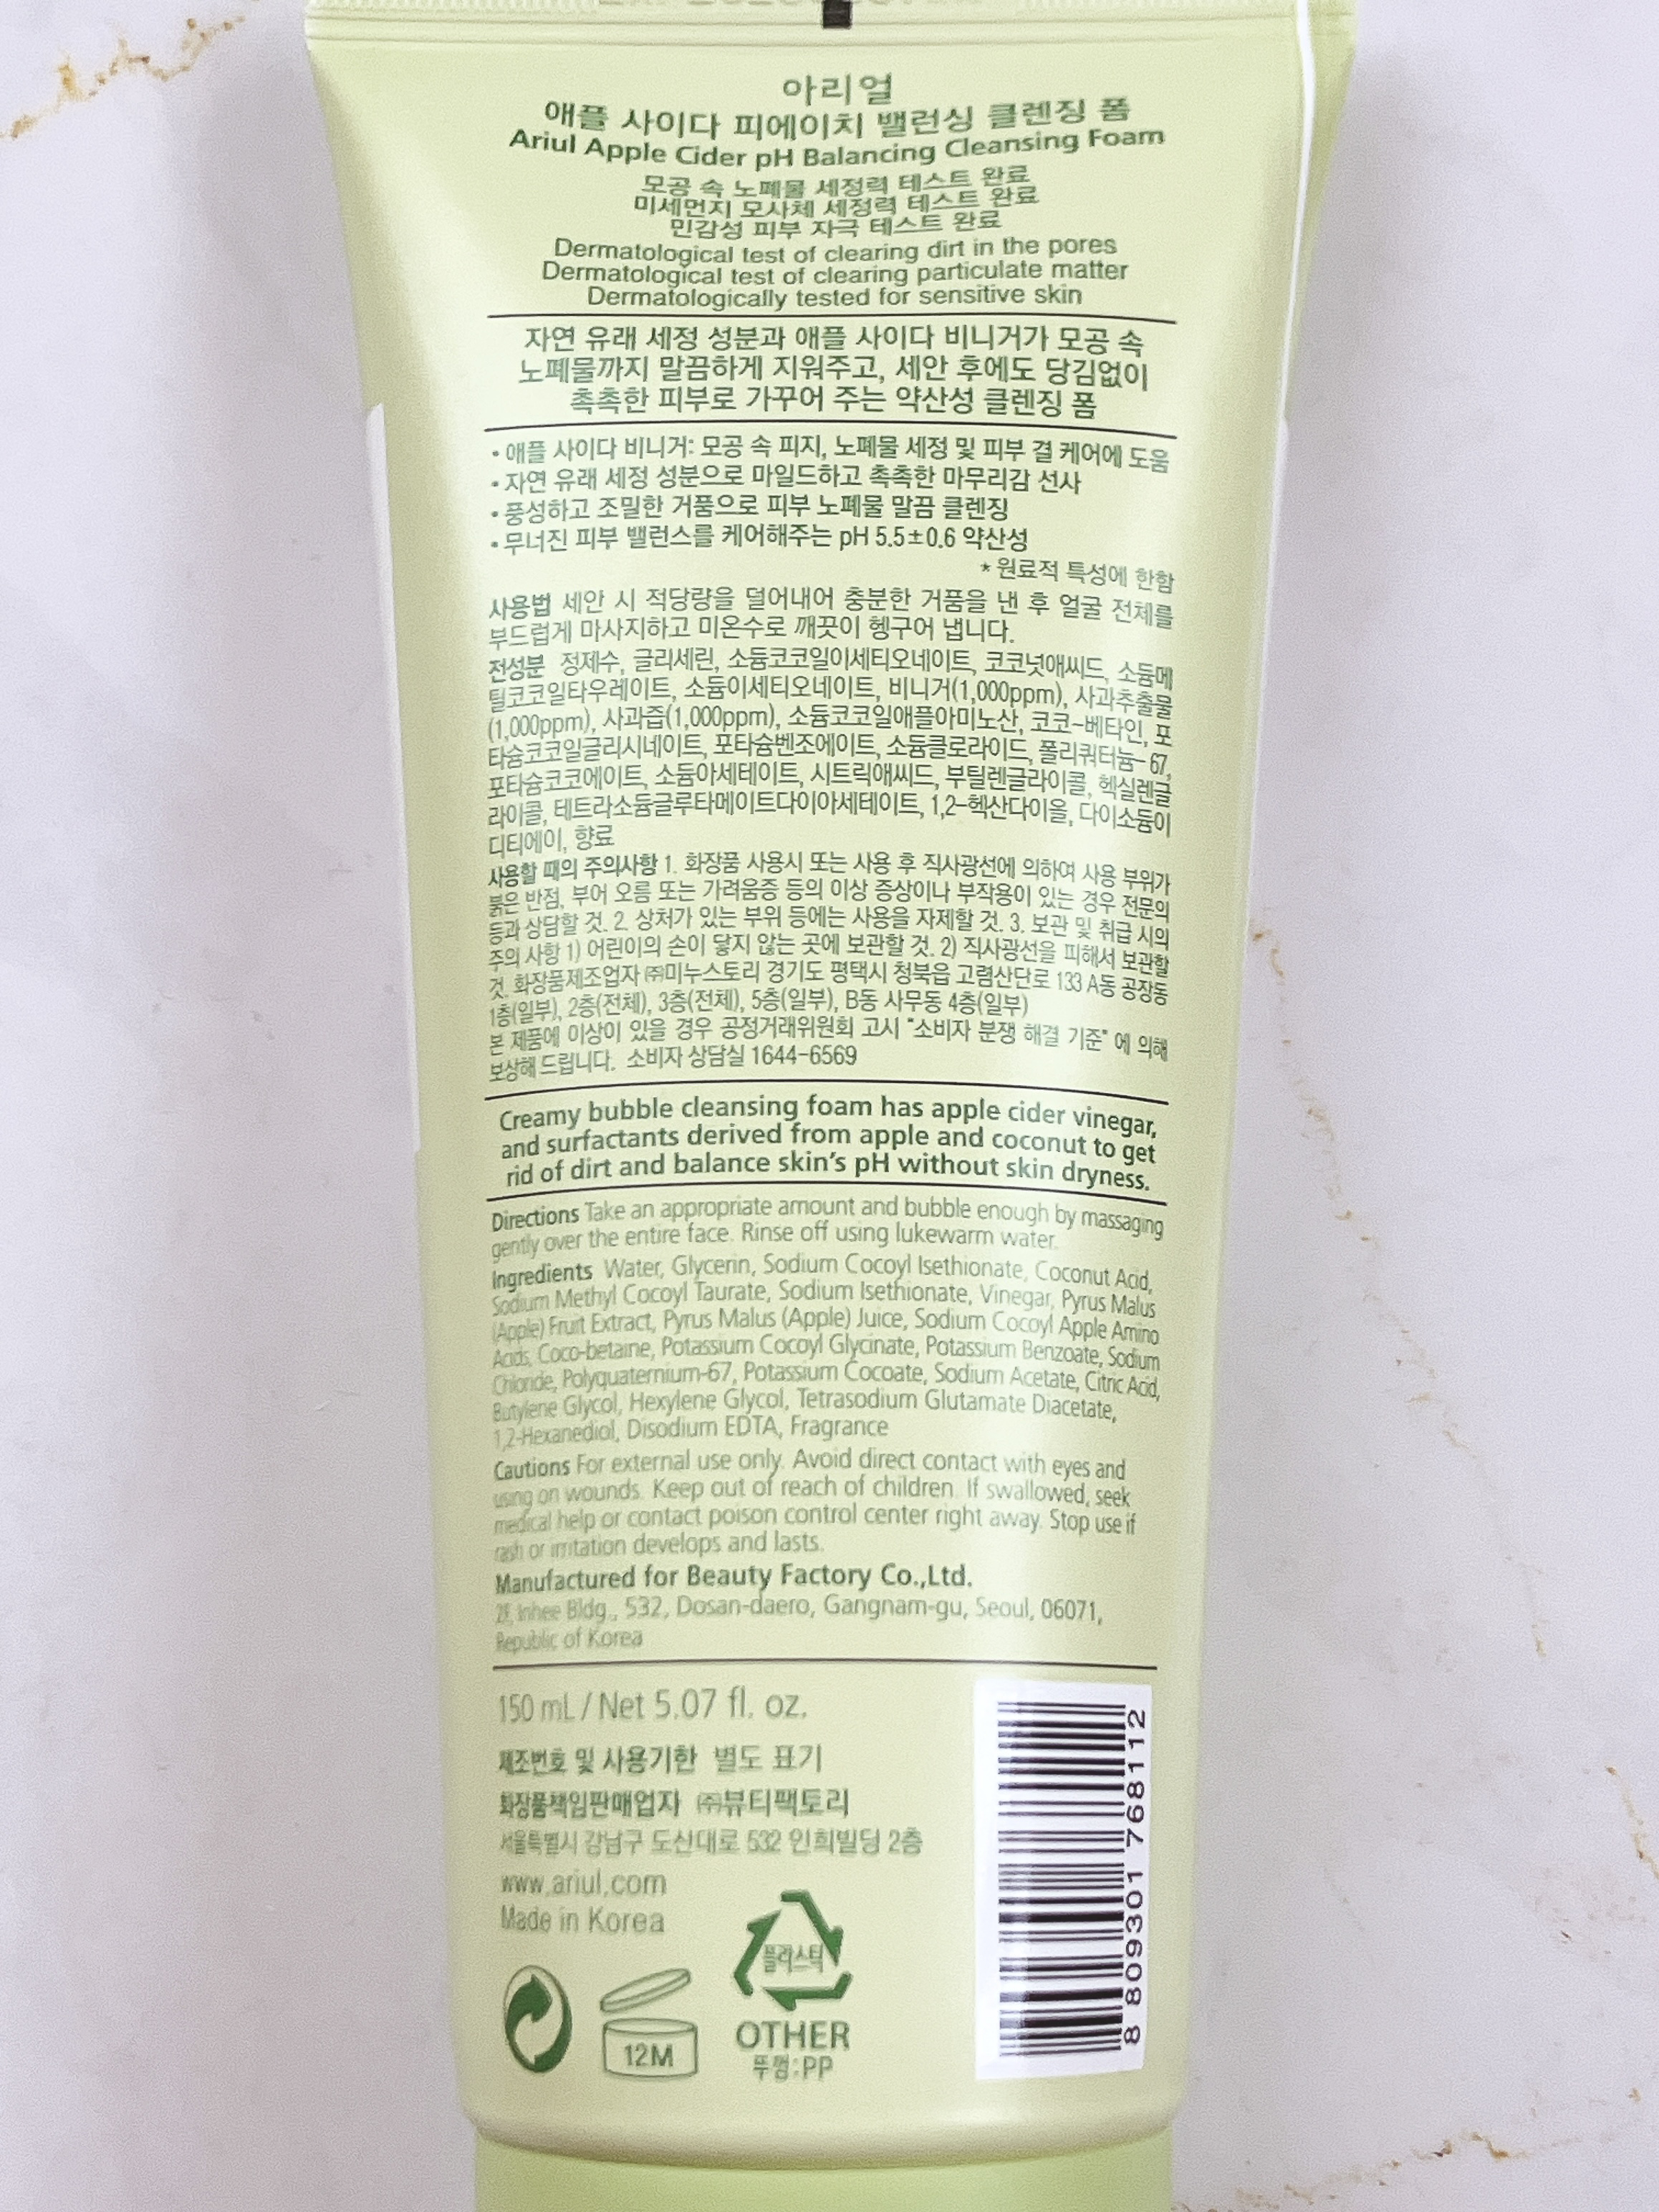 아리얼
애플 사이다 피에이치 밸런싱 클렌징 폼
Ariul Apple Cider pH Balancing Cleansing Foam
모공 속 노폐물 세정력 테스트 완료
미세먼지 모사체 세정력 테스트 완료
민감성 피부 자극 테스트 완료
Dermatological test of clearing dirt in the pores
Dermatological test of clearing particulate matter
Dermatologically tested for sensitive skin
자연 유래 세정 성분과 애플 사이다 비니거가 모공 속
노폐물까지 말끔하게 지워주고, 세안 후에도 당김없이
촉촉한 피부로 가꾸어 주는 약산성 클렌징 폼
• 애플 사이다 비니거: 모공 속 피지, 노폐물 세정 및 피부 결 케어에 도움
• 자연 유래 세정 성분으로 마일드하고 촉촉한 마무리감 선사
• 풍성하고 조밀한 거품으로 피부 노폐물 말끔 클렌징
• 무너진 피부 밸런스를 케어해주는 pH 5.5±0.6 약산성
* 원료적 특성에 한함
사용법 세안 시 적당량을 덜어내어 충분한 거품을 낸 후 얼굴 전체를
부드럽게 마사지하고 미온수로 깨끗이 헹구어 냅니다.
전성분 정제수, 글리세린, 소듐코코일이세티오네이트, 코코넛애씨드, 소듐메
틸코코일타우레이트, 소듐이세티오네이트, 비니거(1,000ppm), 사과추출물
(1,000ppm), 사과즙(1,000ppm), 소듐코코일애플아미노산, 코코-베타인, 포
타슘코코일글리시네이트, 포타슘벤조에이트, 소듐클로라이드, 폴리쿼터늄-67,
포타슘코코에이트, 소듐아세테이트, 시트릭애씨드, 부틸렌글라이콜, 헥실렌글
라이콜, 테트라소듐글루타메이트다이아세테이트, 1,2-헥산다이올, 다이소듐이
디티에이, 향료
사용할 때의 주의사항 1. 화장품 사용시 또는 사용 후 직사광선에 의하여 사용 부위가
붉은 반점, 부어 오름 또는 가려움증 등의 이상 증상이나 부작용이 있는 경우 전문의
등과 상담할 것. 2. 상처가 있는 부위 등에는 사용을 자제할 것. 3. 보관 및 취급 시의
주의 사항 1) 어린이의 손이 닿지 않는 곳에 보관할 것. 2) 직사광선을 피해서 보관할
것. 화장품제조업자 ㈜미누스토리 경기도 평택시 청북읍 고렴산단로 133 A동 공장동
1층(일부), 2층(전체), 3층(전체), 5층(일부), B동 사무동 4층(일부)
본 제품에 이상이 있을 경우 공정거래위원회 고시 "소비자 분쟁 해결 기준" 에 의해
보상해 드립니다. 소비자 상담실 1644-6569
Creamy bubble cleansing foam has apple cider vinegar,
and surfactants derived from apple and coconut to get
rid of dirt and balance skin's pH without skin dryness.
Directions Take an appropriate amount and bubble enough by massaging
gently over the entire face. Rinse off using lukewarm water.
Ingredients Water, Glycerin, Sodium Cocoyl Isethionate, Coconut Acid,
Sodium Methyl Cocoyl Taurate, Sodium Isethionate, Vinegar, Pyrus Malus
(Apple) Fruit Extract, Pyrus Malus (Apple) Juice, Sodium Cocoyl Apple Amino
Acids, Coco-betaine, Potassium Cocoyl Glycinate, Potassium Benzoate, Sodium
Chloride, Polyquaternium-67, Potassium Cocoate, Sodium Acetate, Citric Acid,
Butylene Glycol, Hexylene Glycol, Tetrasodium Glutamate Diacetate,
1,2-Hexanediol, Disodium EDTA, Fragrance
Cautions For external use only. Avoid direct contact with eyes and
using on wounds. Keep out of reach of children. If swallowed, seek
medical help or contact poison control center right away. Stop use if
rash or irritation develops and lasts.
Manufactured for Beauty Factory Co.,Ltd.
2F, Inhee Bldg., 532, Dosan-daero, Gangnam-gu, Seoul, 06071,
Republic of Korea
150 mL / Net 5.07 fl. oz.
제조번호 및 사용기한 별도 표기
화장품책임판매업자 ㈜뷰티팩토리
서울특별시 강남구 도산대로 532 인희빌딩 2층
www.ariul.com
Made in Korea
플라스틱
OTHER
뚜껑:PP
12M
8 809301 768112